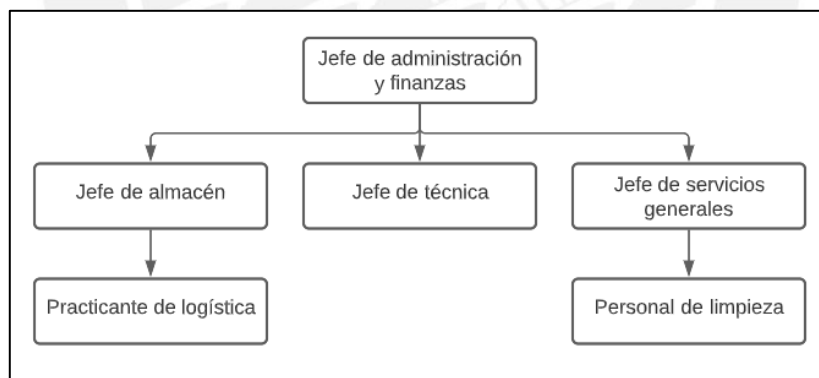 Jefe de administración
y finanzas
Jefe de almacén
Jefe de técnica
Jefe de servicios
generales
Practicante de logística
Personal de limpieza